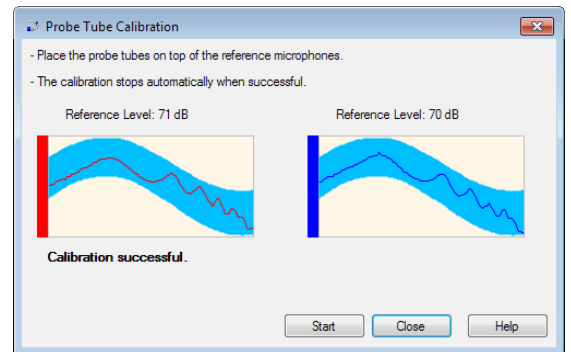 Probe Tube Calibration
- Place the probe tubes on top of the reference microphones.
- The calibration stops automatically when successful.
Reference Level: 71 dB
Reference Level: 70 dB
Calibration successful.
Start
Close
Help